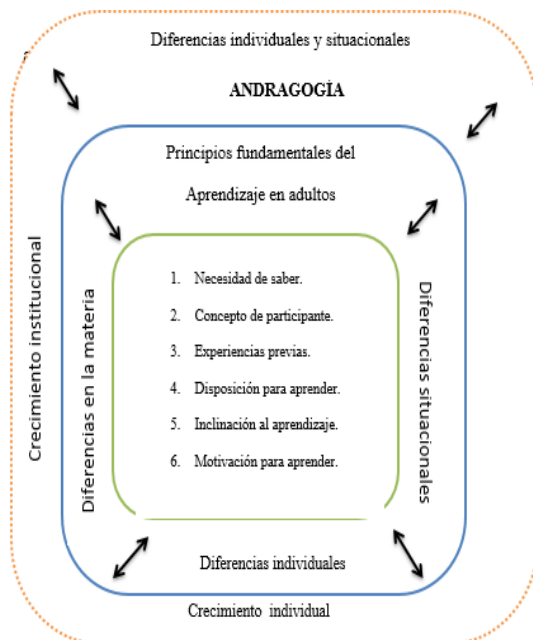 Diferencias individuales y situacionales
ANDRAGOGÍA
Principios fundamentales del
Aprendizaje en adultos
Crecimiento institucional
Diferencias en la materia
1. Necesidad de saber.
2. Concepto de participante.
3. Experiencias previas.
4. Disposición para aprender.
5. Inclinación al aprendizaje.
6. Motivación para aprender.
Diferencias situacionales
Diferencias individuales
Crecimiento individual